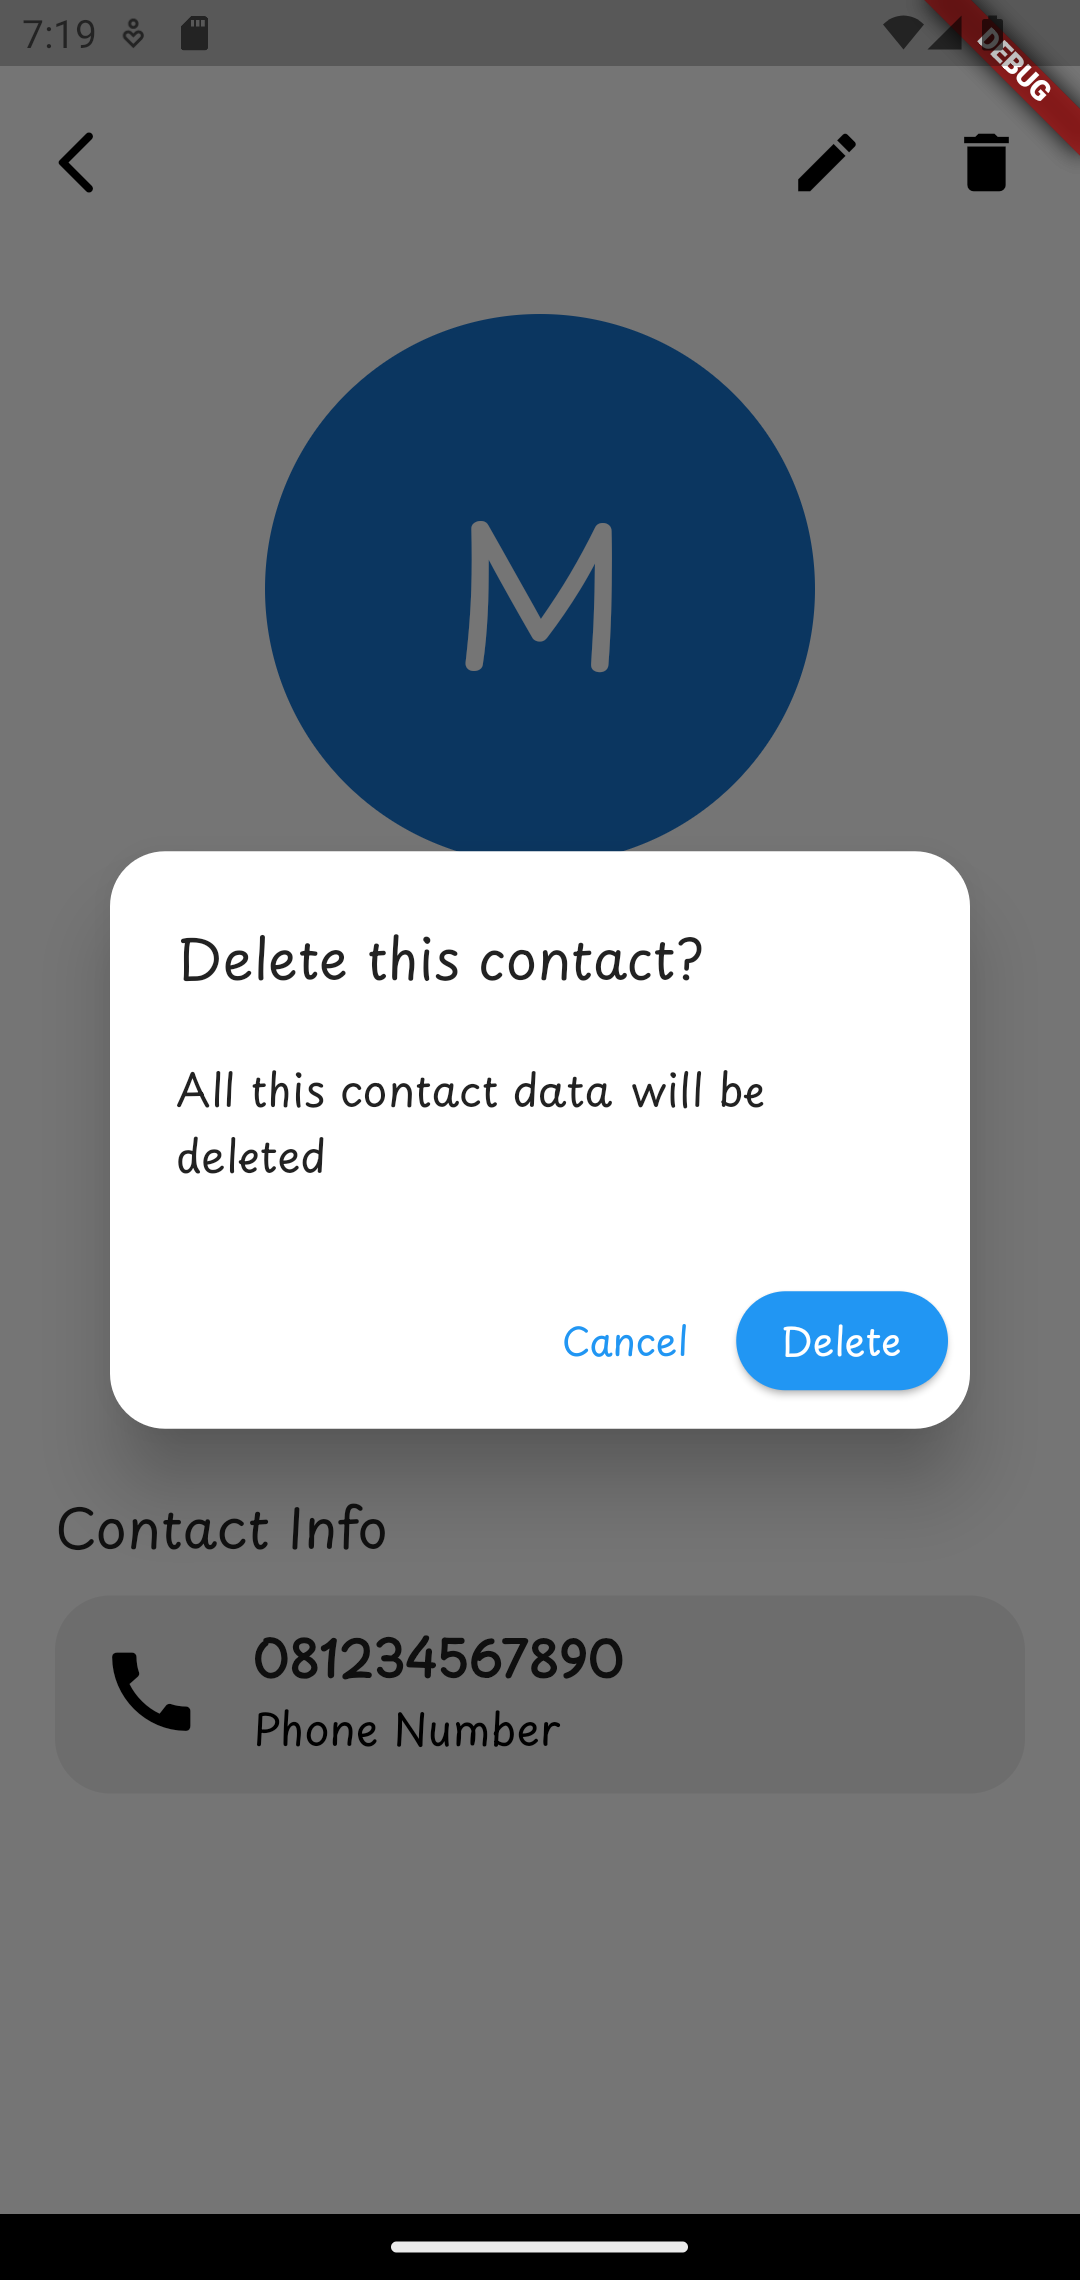 7:19
DEBUG
M
Delete this contact?
All this contact data will be
deleted
Cancel
Delete
Contact Info
081234567890
Phone Number